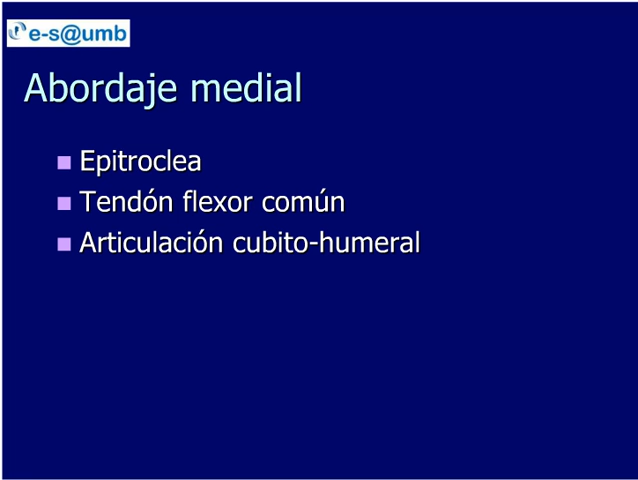 e-s@umb
Abordaje medial
Epitroclea
Tendón flexor común
Articulación cubito-humeral